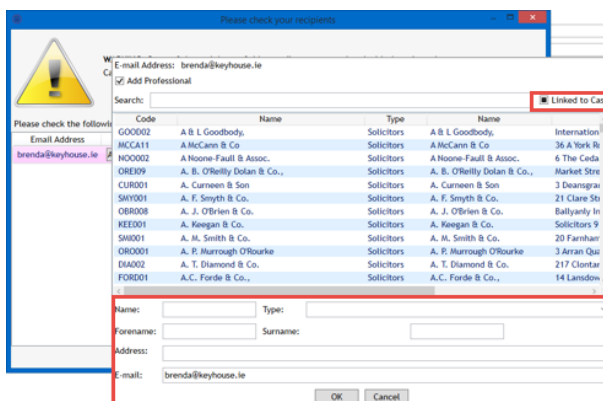 Please check your recipients
E-mail Address: brenda@keyhouse.ie
Add Professional
Search:
Linked to Cas
Please check the followi
Email Address
brenda@keyhouse.ie
Code Name Type Name
GOOD02 A & L Goodbody, Solicitors A & L Goodbody, Internation
MCCA11 A McCann & Co Solicitors A McCann & Co 36 A York R
NOO002 A Noone-Faull & Assoc. Solicitors A Noone-Faull & Assoc. 6 The Ceda
OREI09 A. B. O'Reilly Dolan & Co., Solicitors A. B. O'Reilly Dolan & Co., Market Stre
CUR001 A. Curneen & Son Solicitors A. Curneen & Son 3 Deansgra
SMY001 A. F. Smyth & Co. Solicitors A. F. Smyth & Co. 21 Clare St
OBR008 A. J. O'Brien & Co. Solicitors A. J. O'Brien & Co. Ballyanly In
KEE001 A. Keegan & Co. Solicitors A. Keegan & Co. Solicitors 9
SMI001 A. M. Smith & Co. Solicitors A. M. Smith & Co. 20 Farnham
ORO001 A. P. Murrough O'Rourke Solicitors A. P. Murrough O'Rourke 3 Arran Qua
DIA002 A. T. Diamond & Co. Solicitors A. T. Diamond & Co. 217 Clontar
FORD01 A.C. Forde & Co., Solicitors A.C. Forde & Co., 14 Lansdow
Name: Type:
Forename: Surname:
Address:
E-mail: brenda@keyhouse.ie
OK Cancel